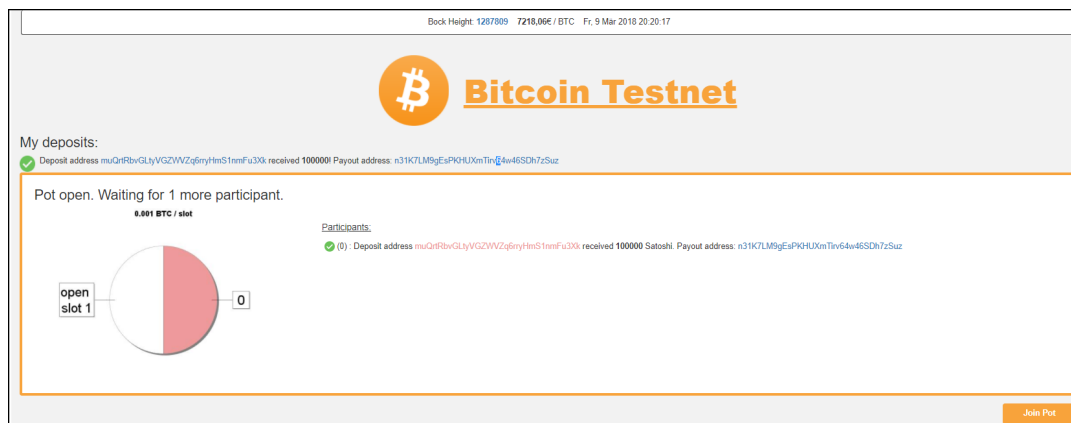 Bock Height: 1287809 7218,06€ / BTC Fr, 9 Mär 2018 20:20:17
Bitcoin Testnet
My deposits:
Deposit address muQrtRbvGLtyVGZWVZq6rryHmS1nmFu3Xk received 100000! Payout address: n31K7LM9gEsPKHUXmTirv64w46SDh7zSuz
Pot open. Waiting for 1 more participant.
0.001 BTC / slot
Participants:
(0) : Deposit address muQrtRbvGLtyVGZWVZq6rryHmS1nmFu3Xk received 100000 Satoshi. Payout address: n31K7LM9gEsPKHUXmTirv64w46SDh7zSuz
open
slot 1
0
Join Pot